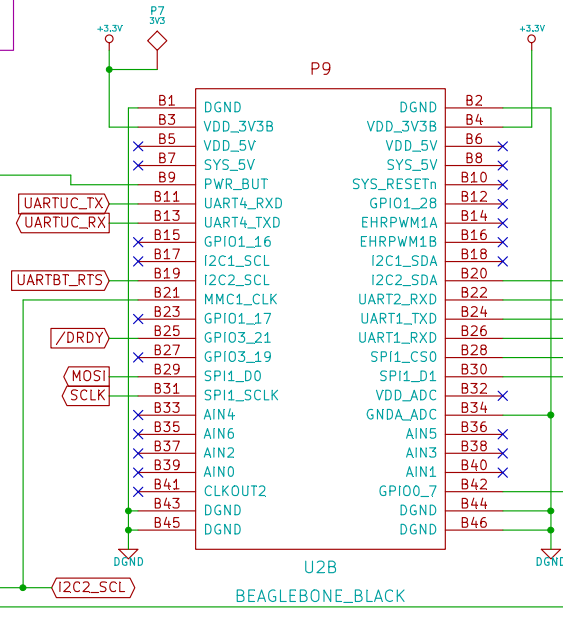 P7
3V3
+3.3V
+3.3V
P9
B1 DGND DGND B2
B3 VDD_3V3B VDD_3V3B B4
B5 VDD_5V VDD_5V B6
B7 SYS_5V SYS_5V B8
B9 PWR_BUT SYS_RESETn B10
UARTUC_TX B11 UART4_RXD GPIO1_28 B12
UARTUC_RX B13 UART4_TXD EHRPWM1A B14
B15 GPIO1_16 EHRPWM1B B16
B17 I2C1_SCL I2C1_SDA B18
UARTBT_RTS B19 I2C2_SCL I2C2_SDA B20
B21 MMC1_CLK UART2_RXD B22
B23 GPIO1_17 UART1_TXD B24
/DRDY B25 GPIO3_21 UART1_RXD B26
B27 GPIO3_19 SPI1_CS0 B28
MOSI B29 SPI1_D0 SPI1_D1 B30
SCLK B31 SPI1_SCLK VDD_ADC B32
B33 AIN4 GNDA_ADC B34
B35 AIN6 AIN5 B36
B37 AIN2 AIN3 B38
B39 AIN0 AIN1 B40
B41 CLKOUT2 GPIO0_7 B42
B43 DGND DGND B44
B45 DGND DGND B46
DGND
DGND
U2B
I2C2_SCL
BEAGLEBONE_BLACK